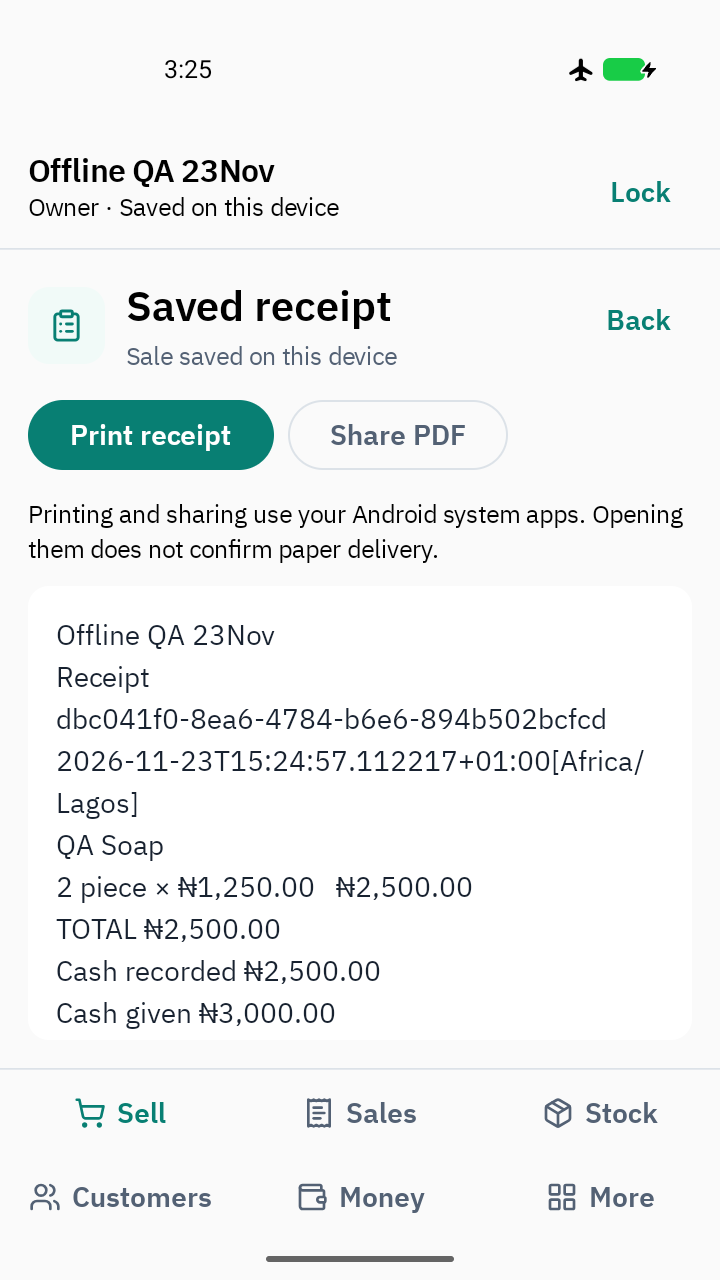 3:25
Offline QA 23Nov
Owner · Saved on this device
Lock
Saved receipt
Sale saved on this device
Back
Print receipt
Share PDF
Printing and sharing use your Android system apps. Opening
them does not confirm paper delivery.
Offline QA 23Nov
Receipt
dbc041f0-8ea6-4784-b6e6-894b502bcfcd
2026-11-23T15:24:57.112217+01:00[Africa/
Lagos]
QA Soap
2 piece × ₦1,250.00   ₦2,500.00
TOTAL ₦2,500.00
Cash recorded ₦2,500.00
Cash given ₦3,000.00
Sell
Sales
Stock
Customers
Money
More